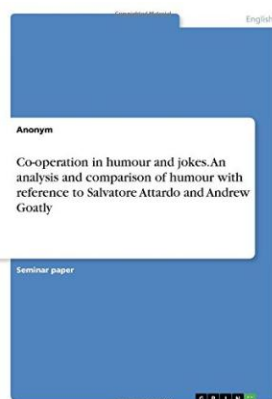 English
Anonym
Co-operation in humour and jokes. An
analysis and comparison of humour with
reference to Salvatore Attardo and Andrew
Goatly
Seminar paper
GRIN